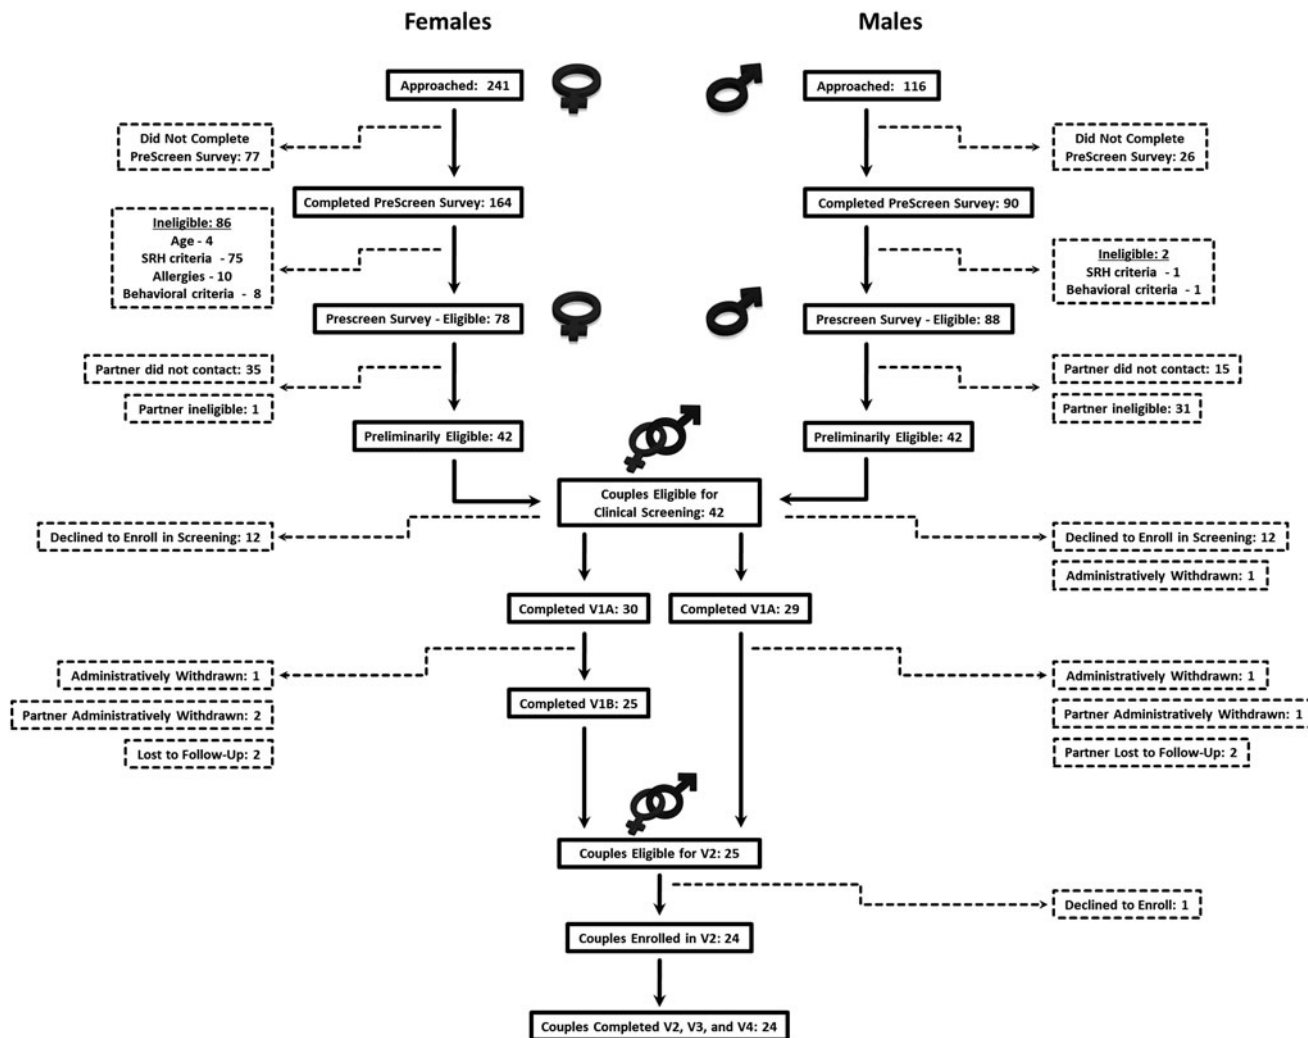 Females
Males
Approached: 241
Approached: 116
Did Not Complete
PreScreen Survey: 77
Did Not Complete
PreScreen Survey: 26
Completed PreScreen Survey: 164
Completed PreScreen Survey: 90
Ineligible: 86
Age - 4
SRH criteria - 75
Allergies - 10
Behavioral criteria - 8
Ineligible: 2
SRH criteria - 1
Behavioral criteria - 1
Prescreen Survey - Eligible: 78
Prescreen Survey - Eligible: 88
Partner did not contact: 35
Partner ineligible: 1
Partner did not contact: 15
Partner ineligible: 31
Preliminarily Eligible: 42
Preliminarily Eligible: 42
Couples Eligible for
Clinical Screening: 42
Declined to Enroll in Screening: 12
Declined to Enroll in Screening: 12
Administratively Withdrawn: 1
Completed V1A: 30
Completed V1A: 29
Administratively Withdrawn: 1
Partner Administratively Withdrawn: 2
Lost to Follow-Up: 2
Completed V1B: 25
Administratively Withdrawn: 1
Partner Administratively Withdrawn: 1
Partner Lost to Follow-Up: 2
Couples Eligible for V2: 25
Declined to Enroll: 1
Couples Enrolled in V2: 24
Couples Completed V2, V3, and V4: 24